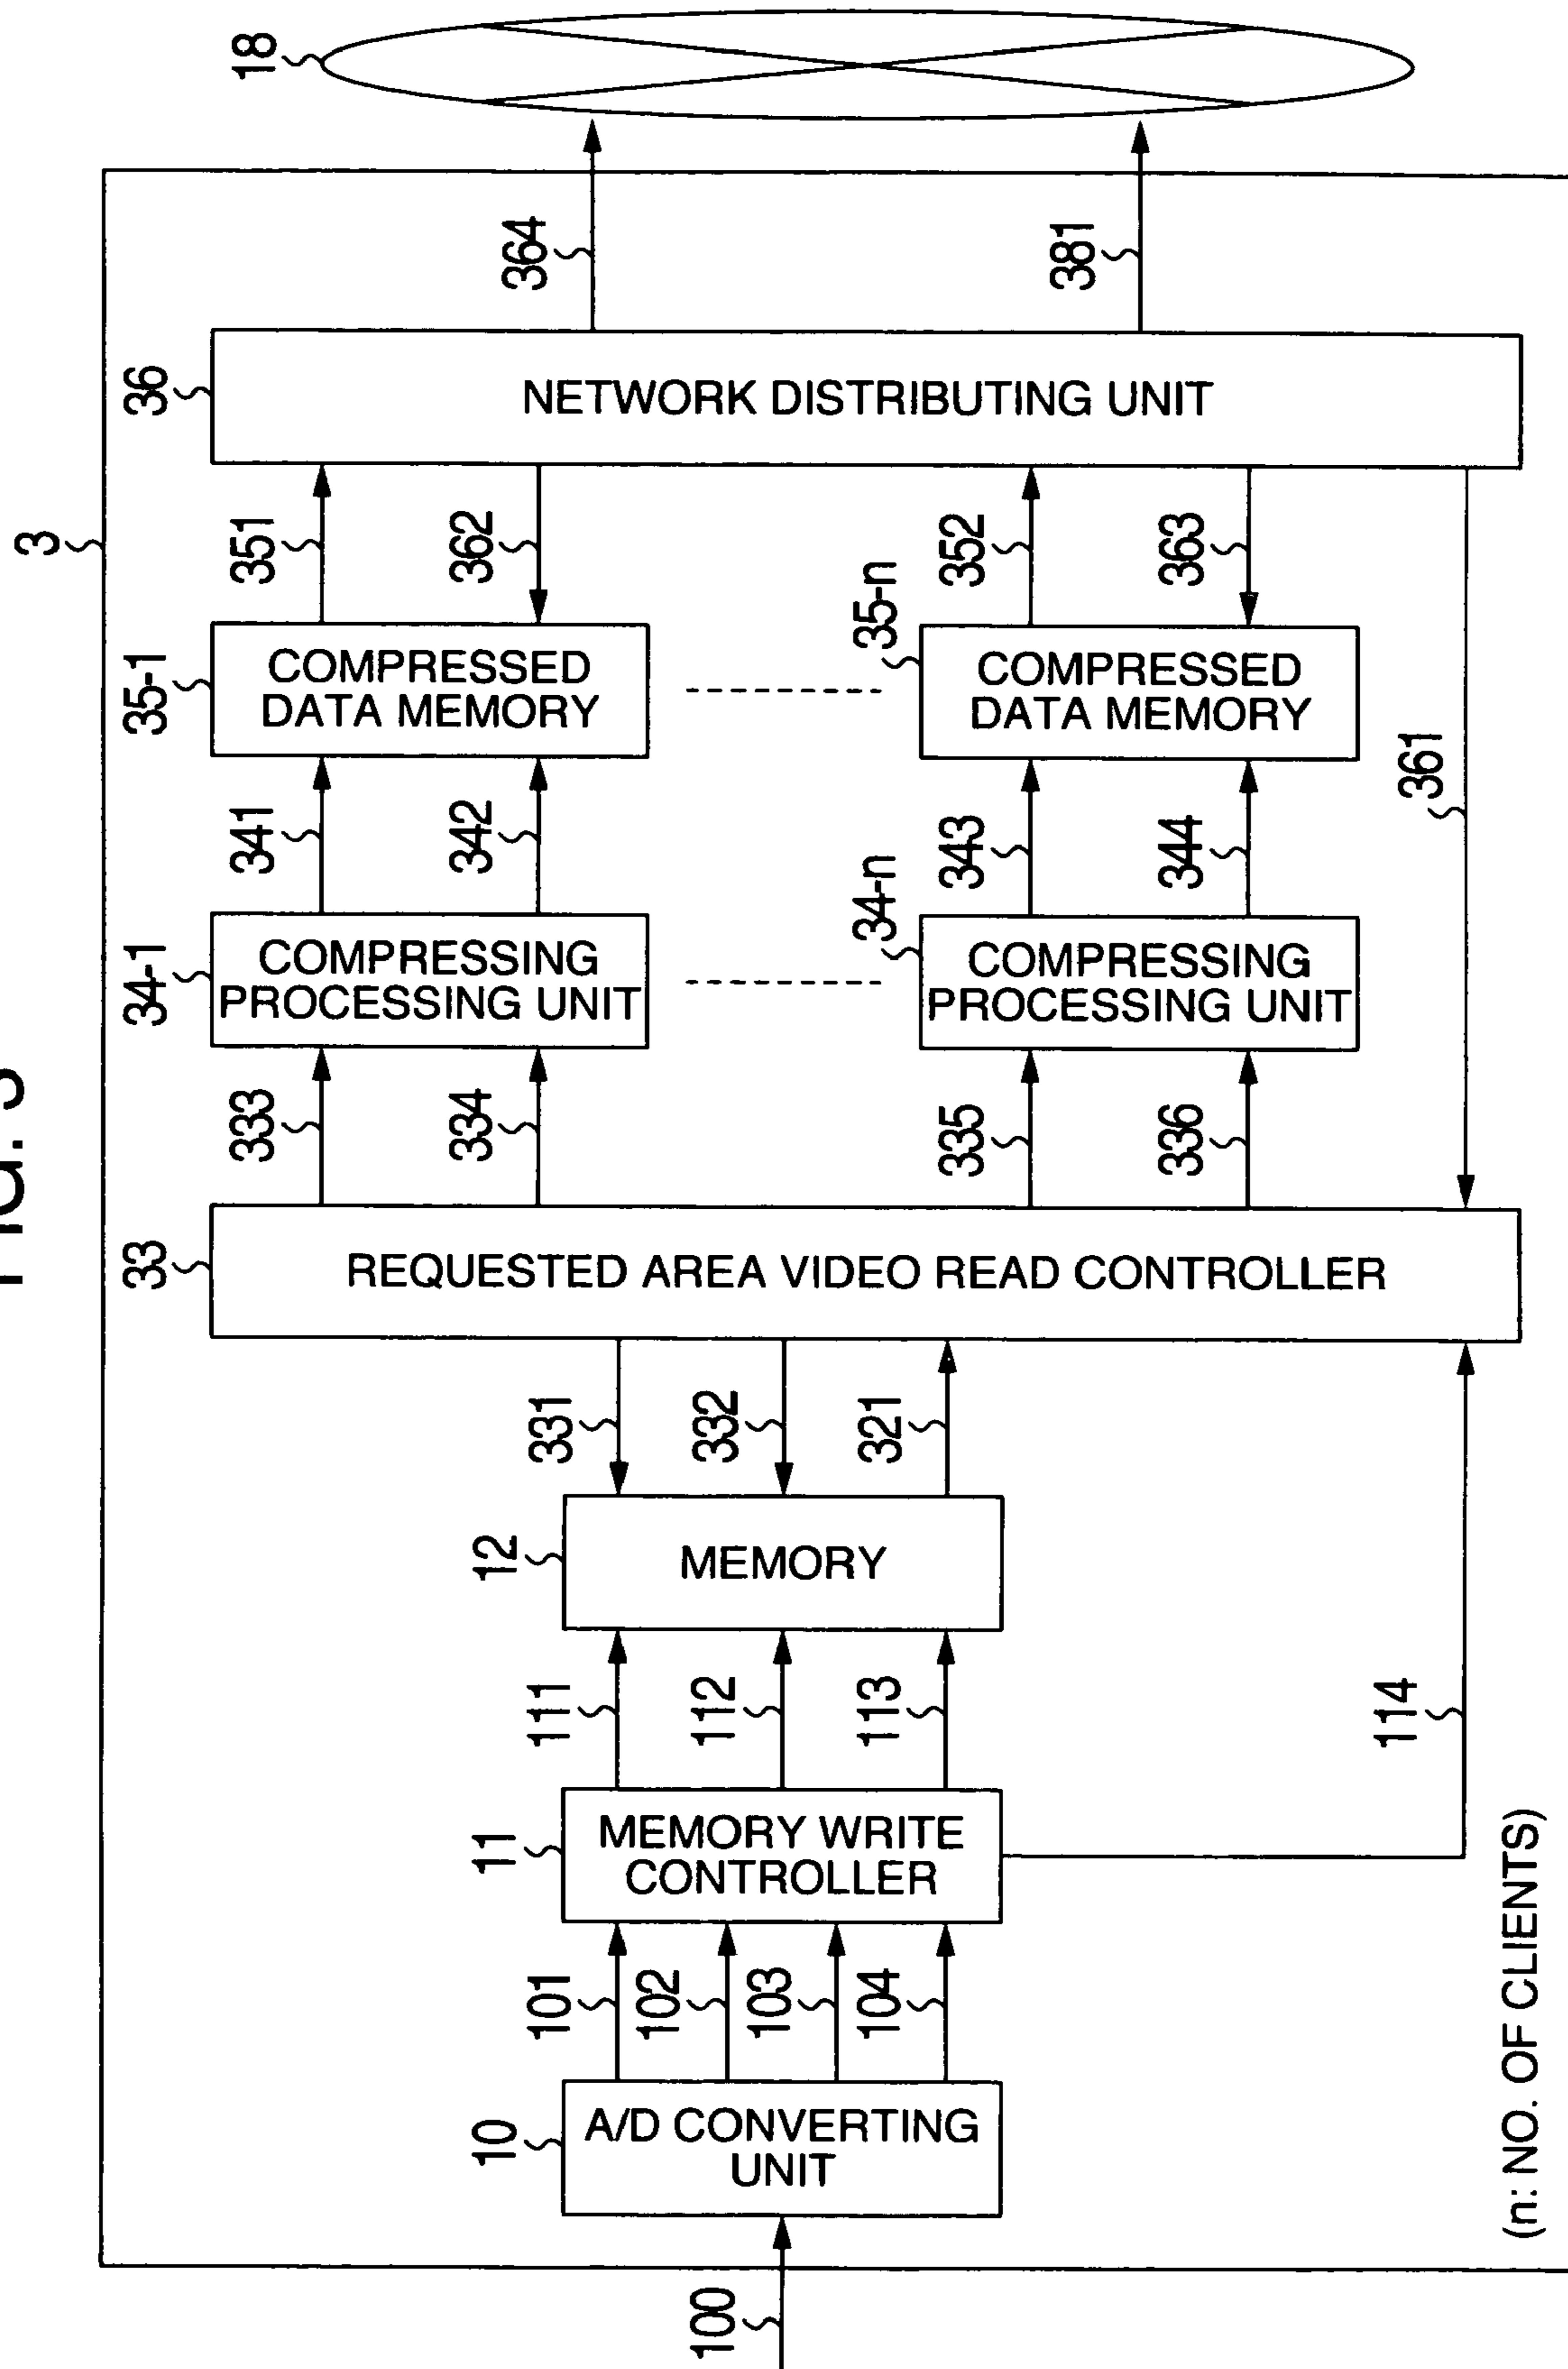 FIG.
3
33
34-1
35-1
36
18
333
341
351
COMPRESSING
PROCESSING UNIT
COMPRESSED
DATA MEMORY
334
342
362
364
10
11
12
101
102
103
104
111
112
113
331
332
321
A/D CONVERTING
UNIT
MEMORY WRITE
CONTROLLER
MEMORY
REQUESTED AREA VIDEO READ CONTROLLER
NETWORK DISTRIBUTING UNIT
100
34-n
35-n
335
343
352
COMPRESSING
PROCESSING UNIT
COMPRESSED
DATA MEMORY
336
344
363
381
114
361
(n: NO. OF CLIENTS)